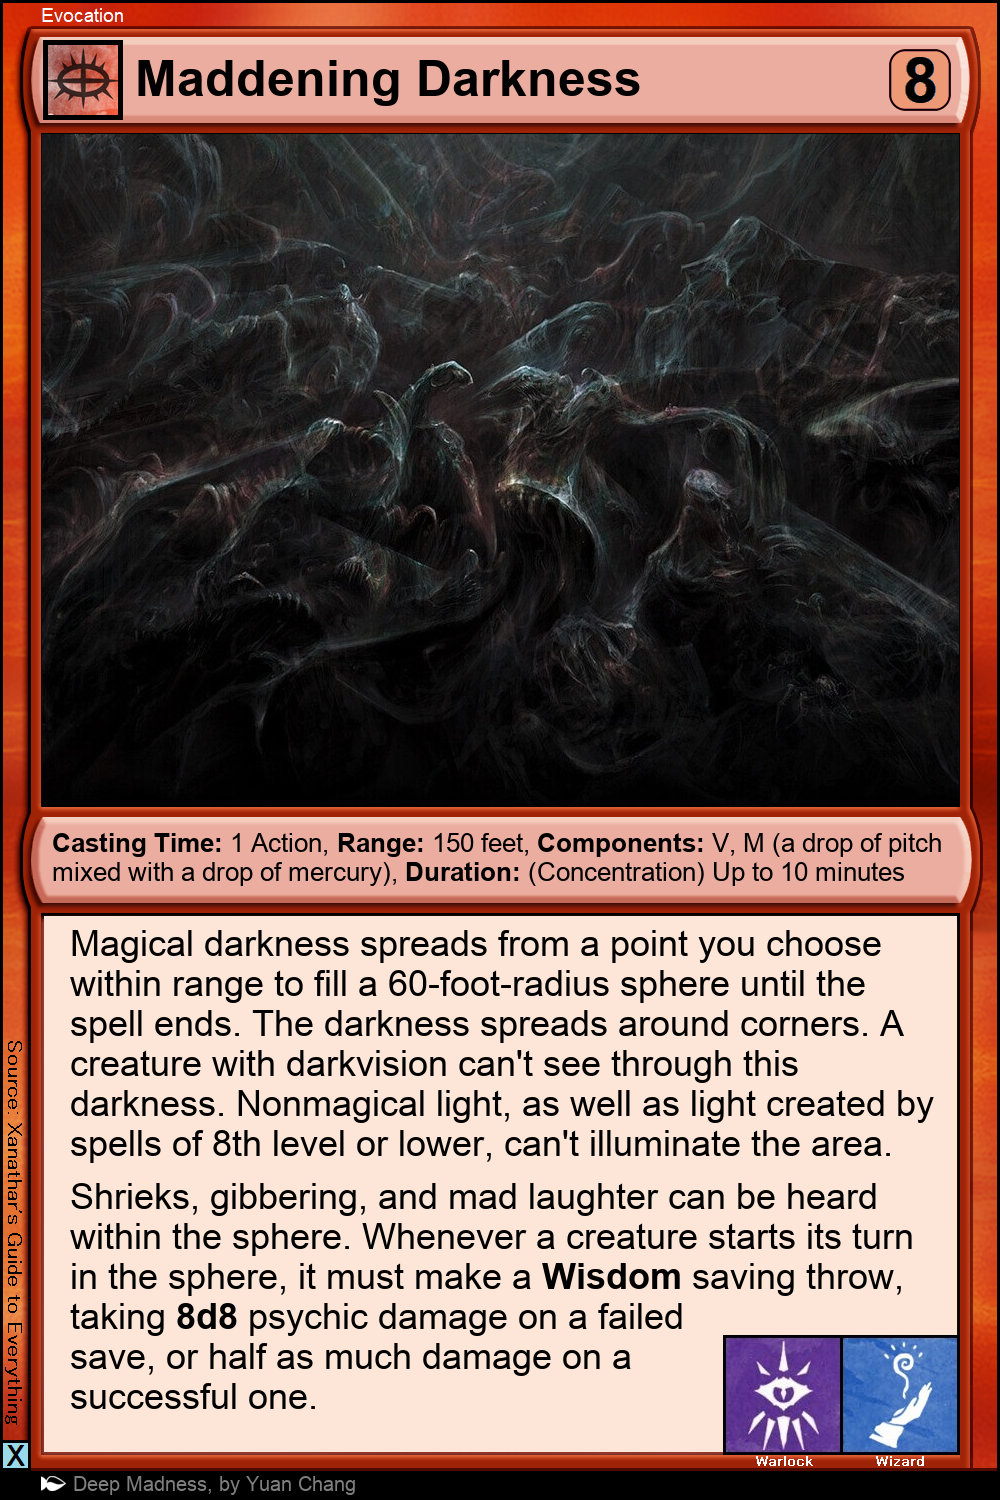 Evocation
Maddening Darkness
8
Casting Time: 1 Action, Range: 150 feet, Components: V, M (a drop of pitch
mixed with a drop of mercury), Duration: (Concentration) Up to 10 minutes
Magical darkness spreads from a point you choose
within range to fill a 60-foot-radius sphere until the
spell ends. The darkness spreads around corners. A
creature with darkvision can't see through this
darkness. Nonmagical light, as well as light created by
spells of 8th level or lower, can't illuminate the area.
Shrieks, gibbering, and mad laughter can be heard
within the sphere. Whenever a creature starts its turn
in the sphere, it must make a Wisdom saving throw,
taking 8d8 psychic damage on a failed
save, or half as much damage on a
successful one.
Warlock
Wizard
Source: Xanathar's Guide to Everything
X
Deep Madness, by Yuan Chang